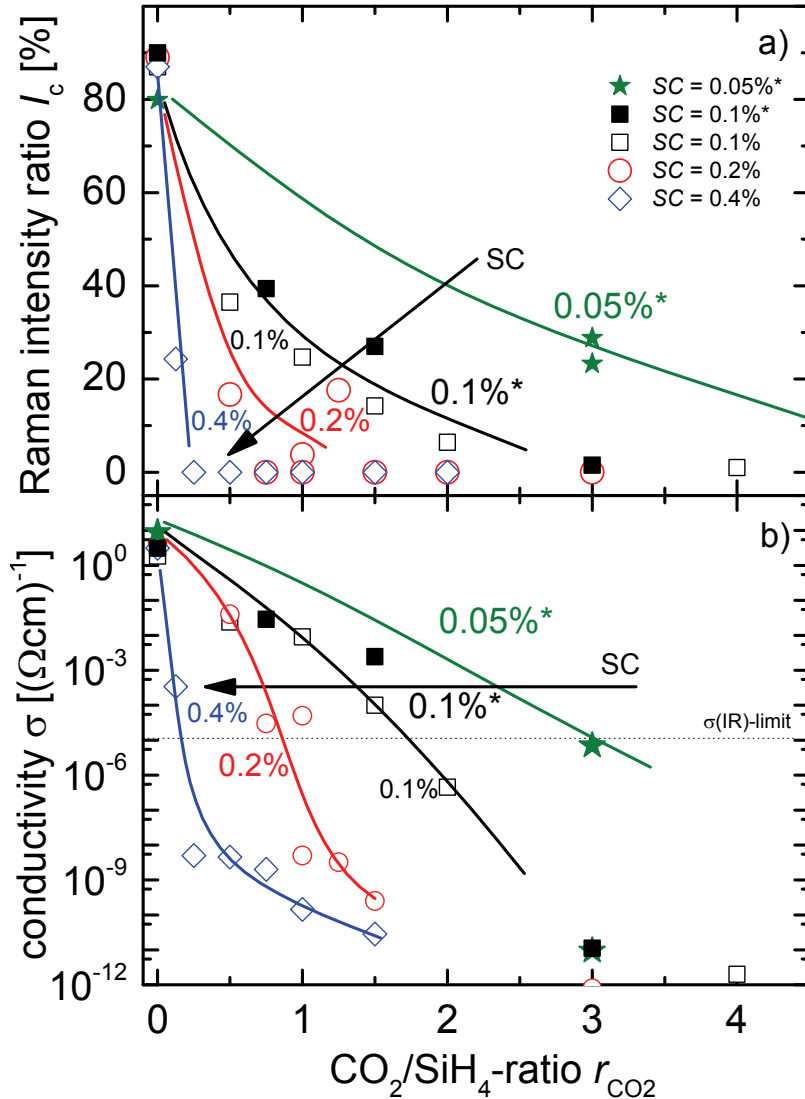 a)
Raman intensity ratio I_c [%]
80
60
40
20
0
SC = 0.05%*
SC = 0.1%*
SC = 0.1%
SC = 0.2%
SC = 0.4%
SC
0.05%*
0.1%
0.1%*
0.4%
0.2%
b)
conductivity σ [(Ωcm)⁻¹]
10⁰
10⁻³
10⁻⁶
10⁻⁹
10⁻¹²
0.05%*
SC
0.4%
0.1%*
σ(IR)-limit
0.2%
0.1%
0 1 2 3 4
CO₂/SiH₄-ratio r_CO2